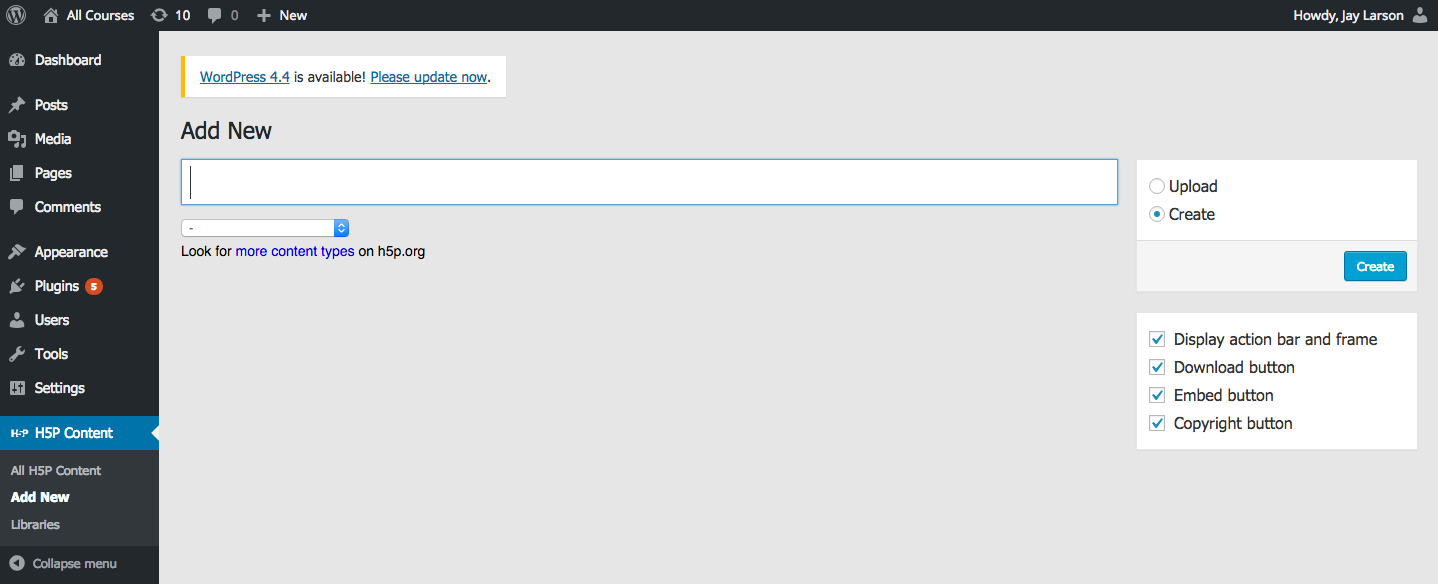 All Courses 10 0 New Howdy, Jay Larson
Dashboard
Posts
Media
Pages
Comments
Appearance
Plugins 5
Users
Tools
Settings
H-P H5P Content
All H5P Content
Add New
Libraries
Collapse menu
WordPress 4.4 is available! Please update now.
Add New
-
Look for more content types on h5p.org
Upload
Create
Create
Display action bar and frame
Download button
Embed button
Copyright button